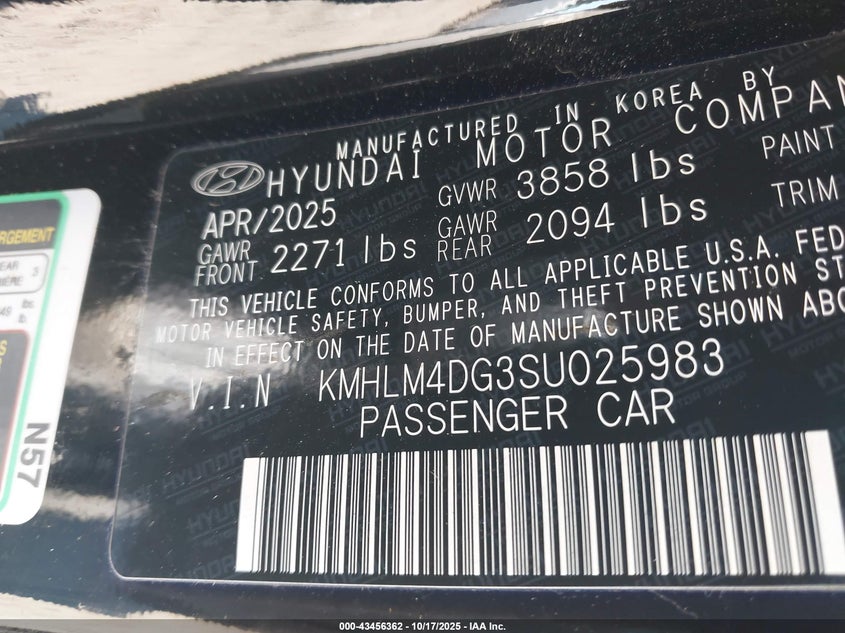 MANUFACTURED IN KOREA BY
HYUNDAI MOTOR COMPAN
APR/2025 GVWR 3858 lbs PAINT
GAWR FRONT 2271 lbs GAWR REAR 2094 lbs TRIM
THIS VEHICLE CONFORMS TO ALL APPLICABLE U.S.A. FED
MOTOR VEHICLE SAFETY, BUMPER, AND THEFT PREVENTION ST
IN EFFECT ON THE DATE OF MANUFACTURE SHOWN ABO
V.I.N KMHLM4DG3SU025983
PASSENGER CAR
N57
000-43456362 | 10/17/2025 - IAA Inc.